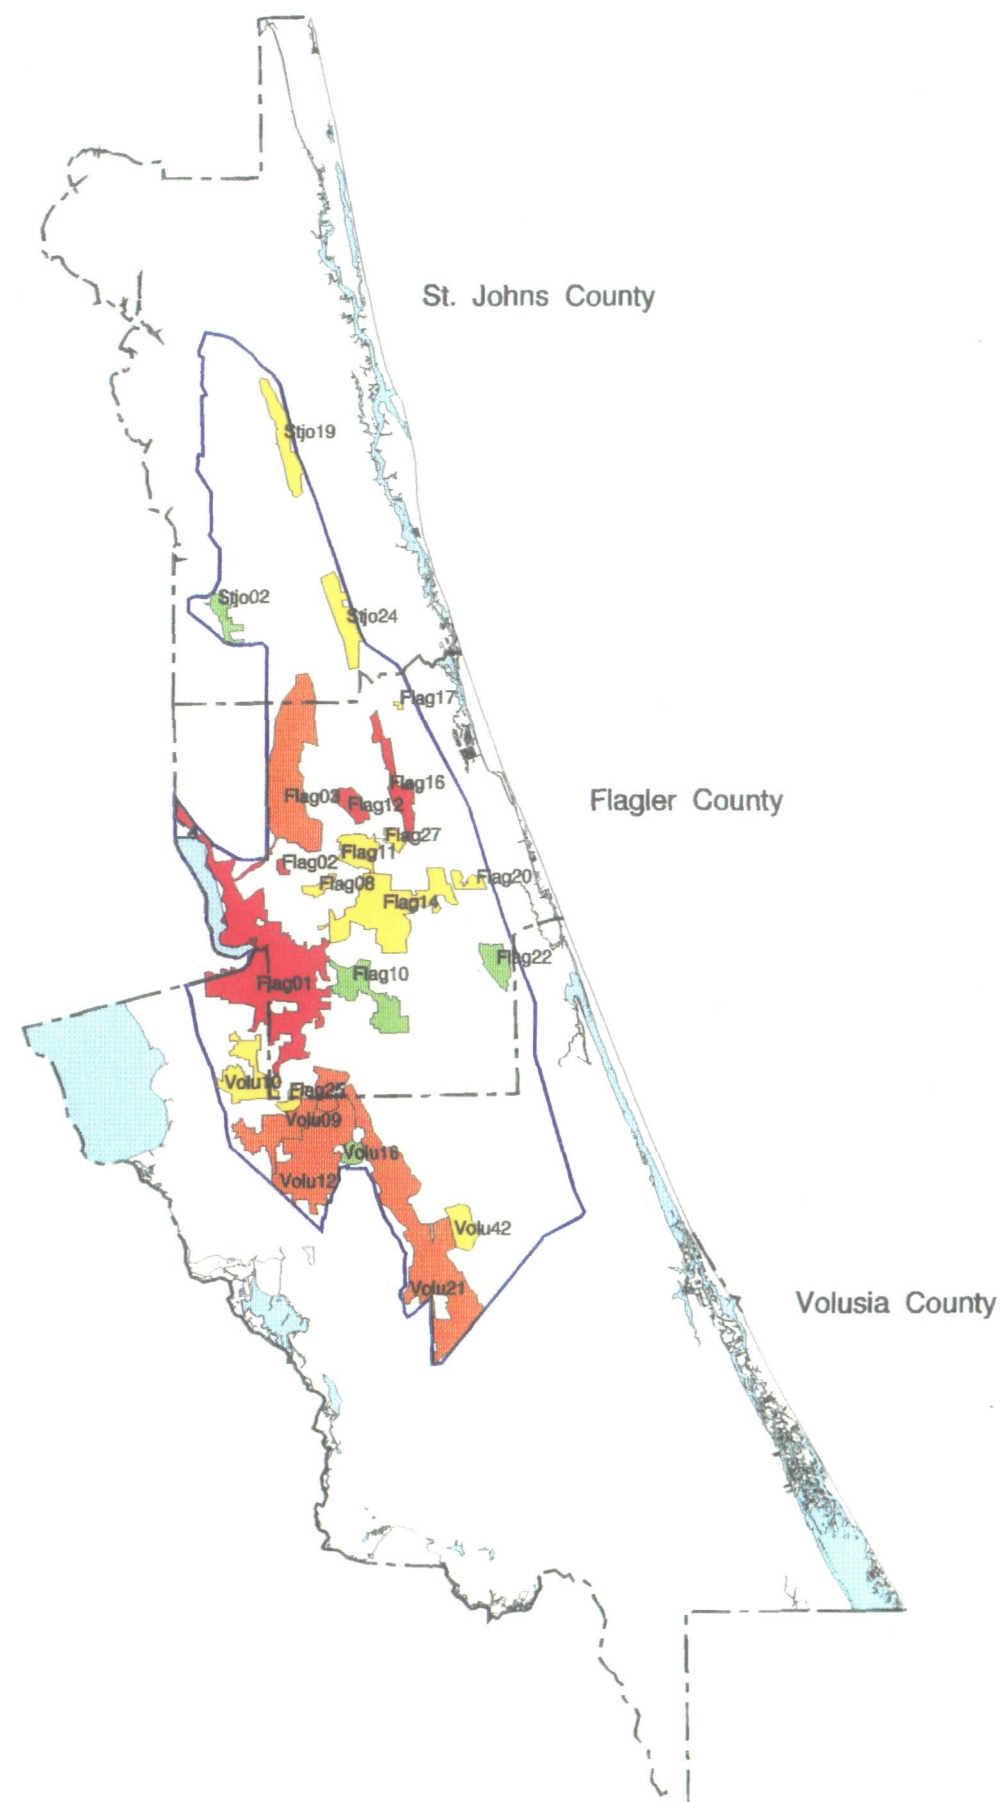 St. Johns County
Stjo19
Stjo02
Stjo24
Flag17
Flag16
Flag03
Flag12
Flagler County
Flag27
Flag11
Flag02
Flag08
Flag20
Flag14
Flag22
Flag10
Flag01
Volu10
Flag25
Volu09
Volu16
Volu12
Volu42
Volu21
Volusia County